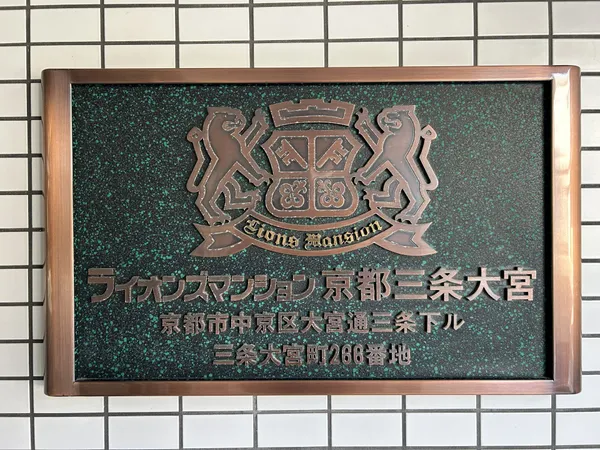 Lions Mansion
ライオンズマンション 京都三条大宮
京都市中京区大宮通三条下ル
三条大宮町266番地